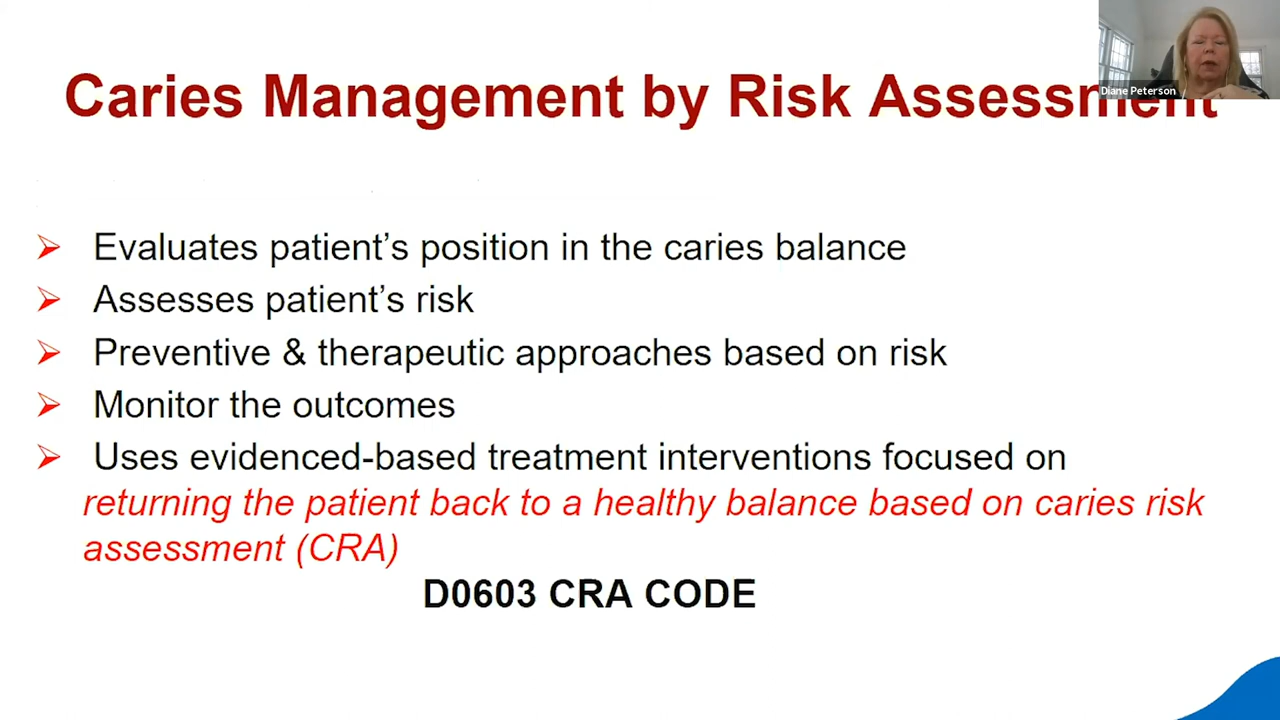 Caries Management by Risk Assessment
Diane Peterson
Evaluates patient's position in the caries balance
Assesses patient's risk
Preventive & therapeutic approaches based on risk
Monitor the outcomes
Uses evidenced-based treatment interventions focused on
returning the patient back to a healthy balance based on caries risk
assessment (CRA)
D0603 CRA CODE